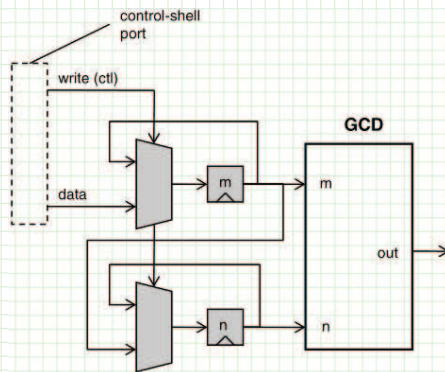 control-shell
port
write (ctl)
GCD
m
m
data
out
n
n